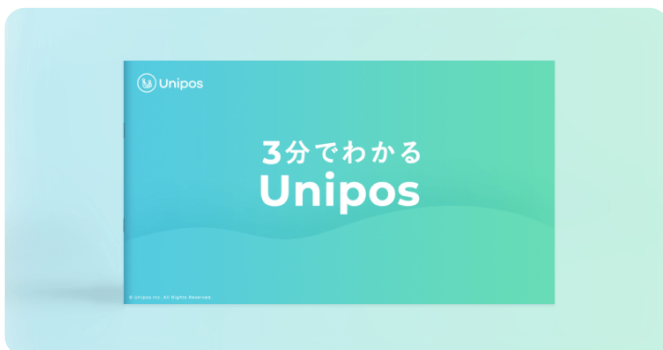 Unipos
3分でわかる
Unipos
© Unipos Inc. All Rights Reserved